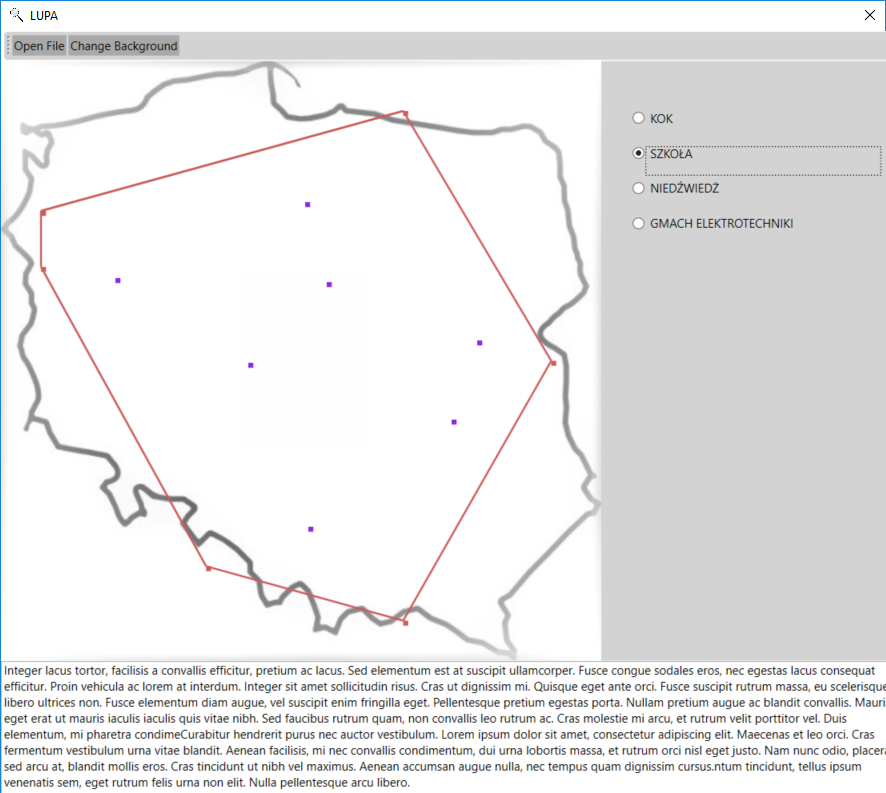 LUPA
Open File Change Background
KOK
SZKOŁA
NIEDŹWIEDŹ
GMACH ELEKTROTECHNIKI
Integer lacus tortor, facilisis a convallis efficitur, pretium ac lacus. Sed elementum est at suscipit ullamcorper. Fusce congue sodales eros, nec egestas lacus consequat
efficitur. Proin vehicula ac lorem at interdum. Integer sit amet sollicitudin risus. Cras ut dignissim mi. Quisque eget ante orci. Fusce suscipit rutrum massa, eu scelerisque
libero ultrices non. Fusce elementum diam augue, vel suscipit enim fringilla eget. Pellentesque pretium egestas porta. Nullam pretium augue ac blandit convallis. Mauri
eget erat ut mauris iaculis iaculis quis vitae nibh. Sed faucibus rutrum quam, non convallis leo rutrum ac. Cras molestie mi arcu, et rutrum velit porttitor vel. Duis
elementum, mi pharetra condimeCurabitur hendrerit purus nec auctor vestibulum. Lorem ipsum dolor sit amet, consectetur adipiscing elit. Maecenas et leo orci. Cras
fermentum vestibulum urna vitae blandit. Aenean facilisis, mi nec convallis condimentum, dui urna lobortis massa, et rutrum orci nisl eget justo. Nam nunc odio, placera
sed arcu at, blandit mollis eros. Cras tincidunt ut nibh vel maximus. Aenean accumsan augue nulla, nec tempus quam dignissim cursus.ntum tincidunt, tellus ipsum
venenatis sem, eget rutrum felis urna non elit. Nulla pellentesque arcu libero.